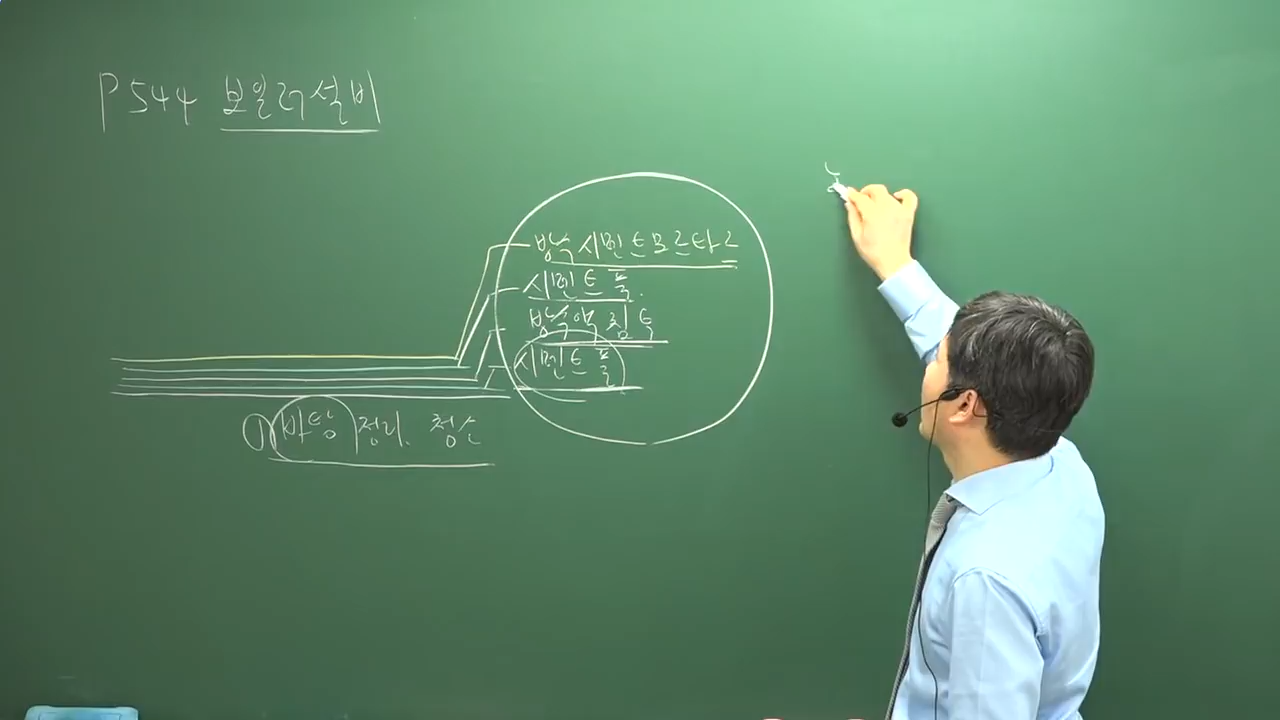 P544 보일러설비
방수시멘트모르타르
시멘트풀.
방수액침투
시멘트풀
① 바탕정리. 청소